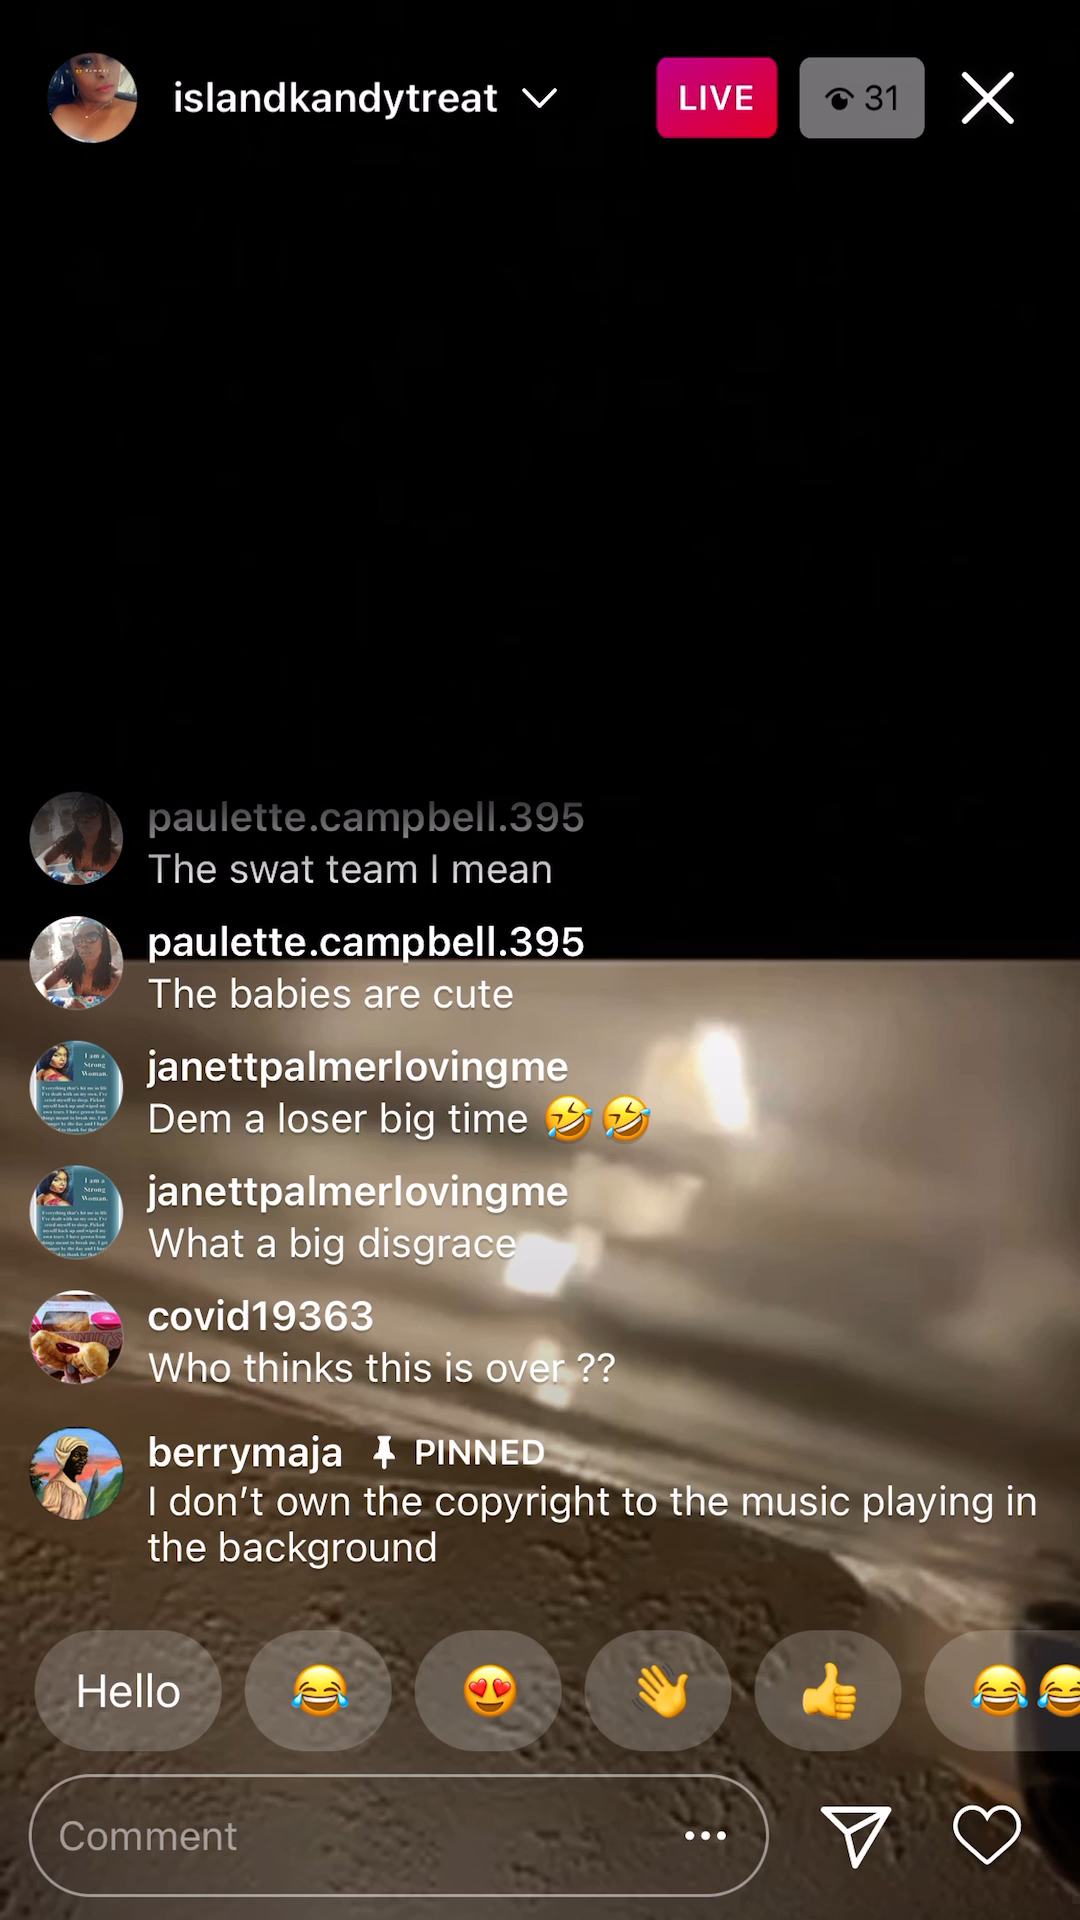 islandkandytreat
LIVE
31
paulette.campbell.395
The swat team I mean
paulette.campbell.395
The babies are cute
janettpalmerlovingme
Dem a loser big time 🤣🤣
janettpalmerlovingme
What a big disgrace
covid19363
Who thinks this is over ??
berrymaja PINNED
I don’t own the copyright to the music playing in
the background
Hello 😂 😍 👋 👍 😂😂
Comment